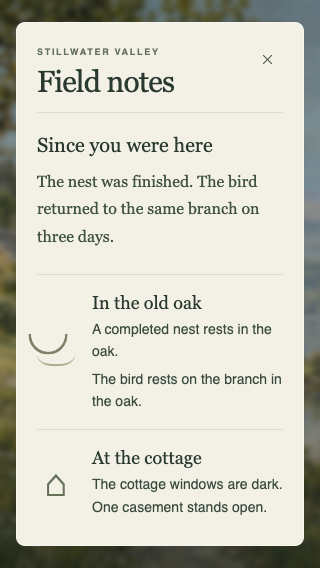 STILLWATER VALLEY
Field notes
Since you were here
The nest was finished. The bird
returned to the same branch on
three days.
In the old oak
A completed nest rests in the
oak.
The bird rests on the branch in
the oak.
At the cottage
The cottage windows are dark.
One casement stands open.